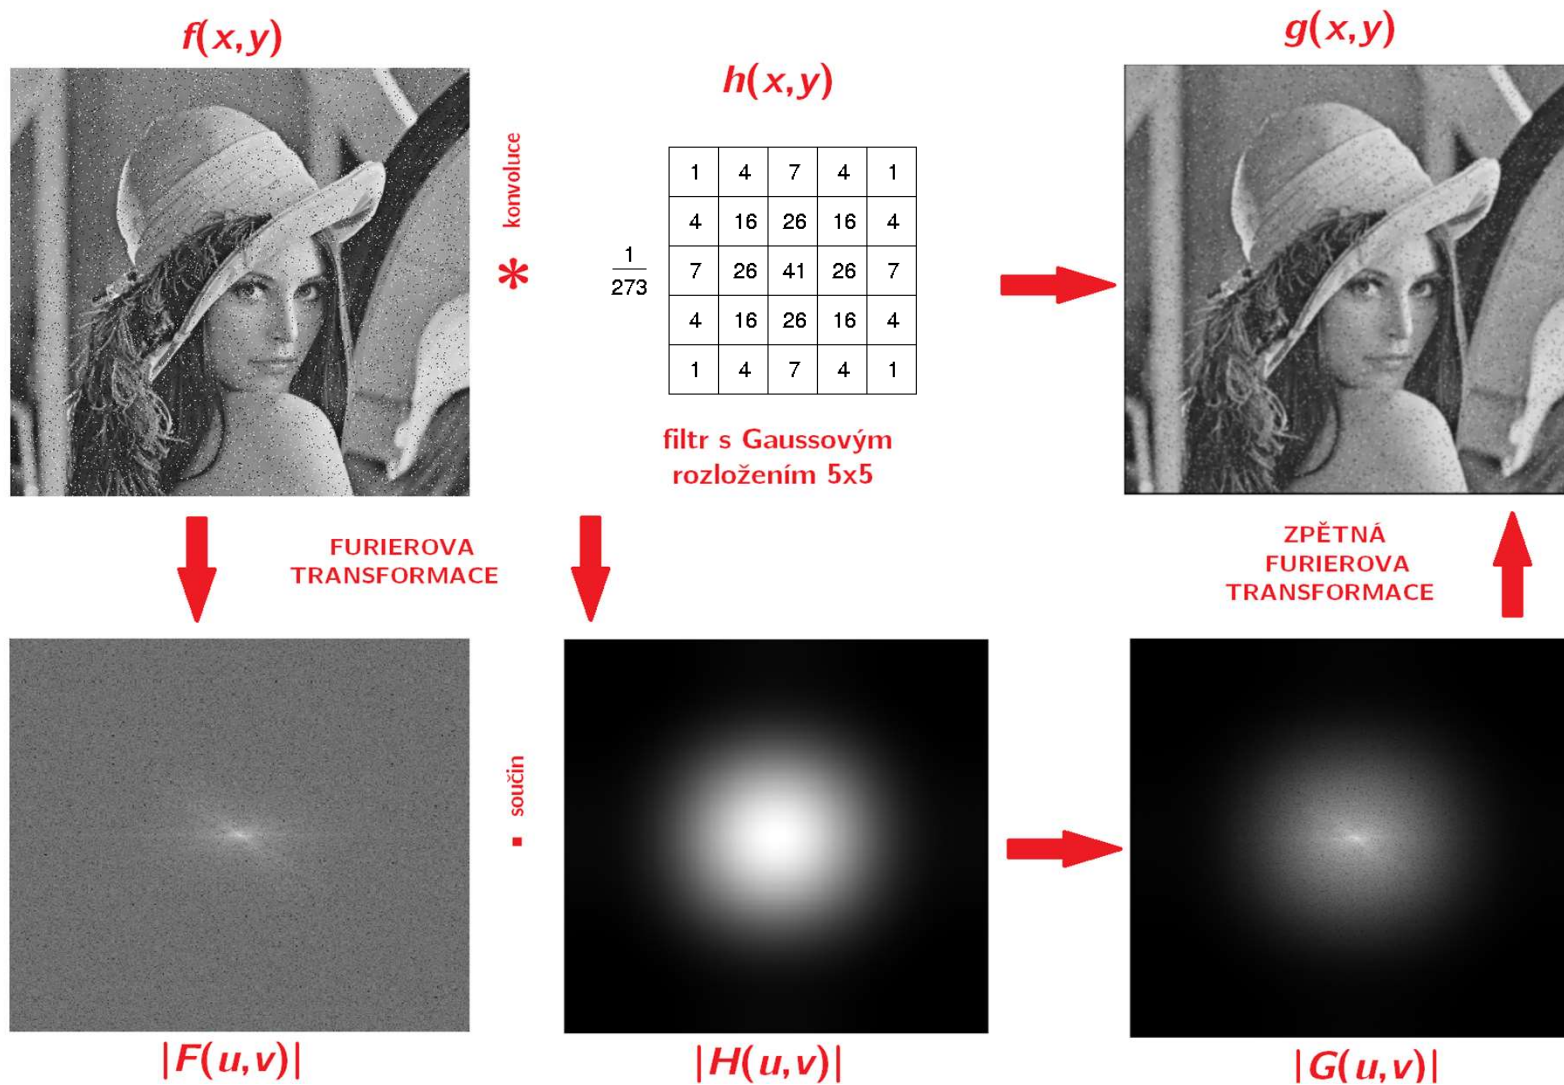 f(x,y)
h(x,y)
g(x,y)
konvoluce
*
1
273
1 4 7 4 1
4 16 26 16 4
7 26 41 26 7
4 16 26 16 4
1 4 7 4 1
filtr s Gaussovým
rozložením 5x5
FURIEROVA
TRANSFORMACE
ZPĚTNÁ
FURIEROVA
TRANSFORMACE
součin
|F(u,v)|
|H(u,v)|
|G(u,v)|